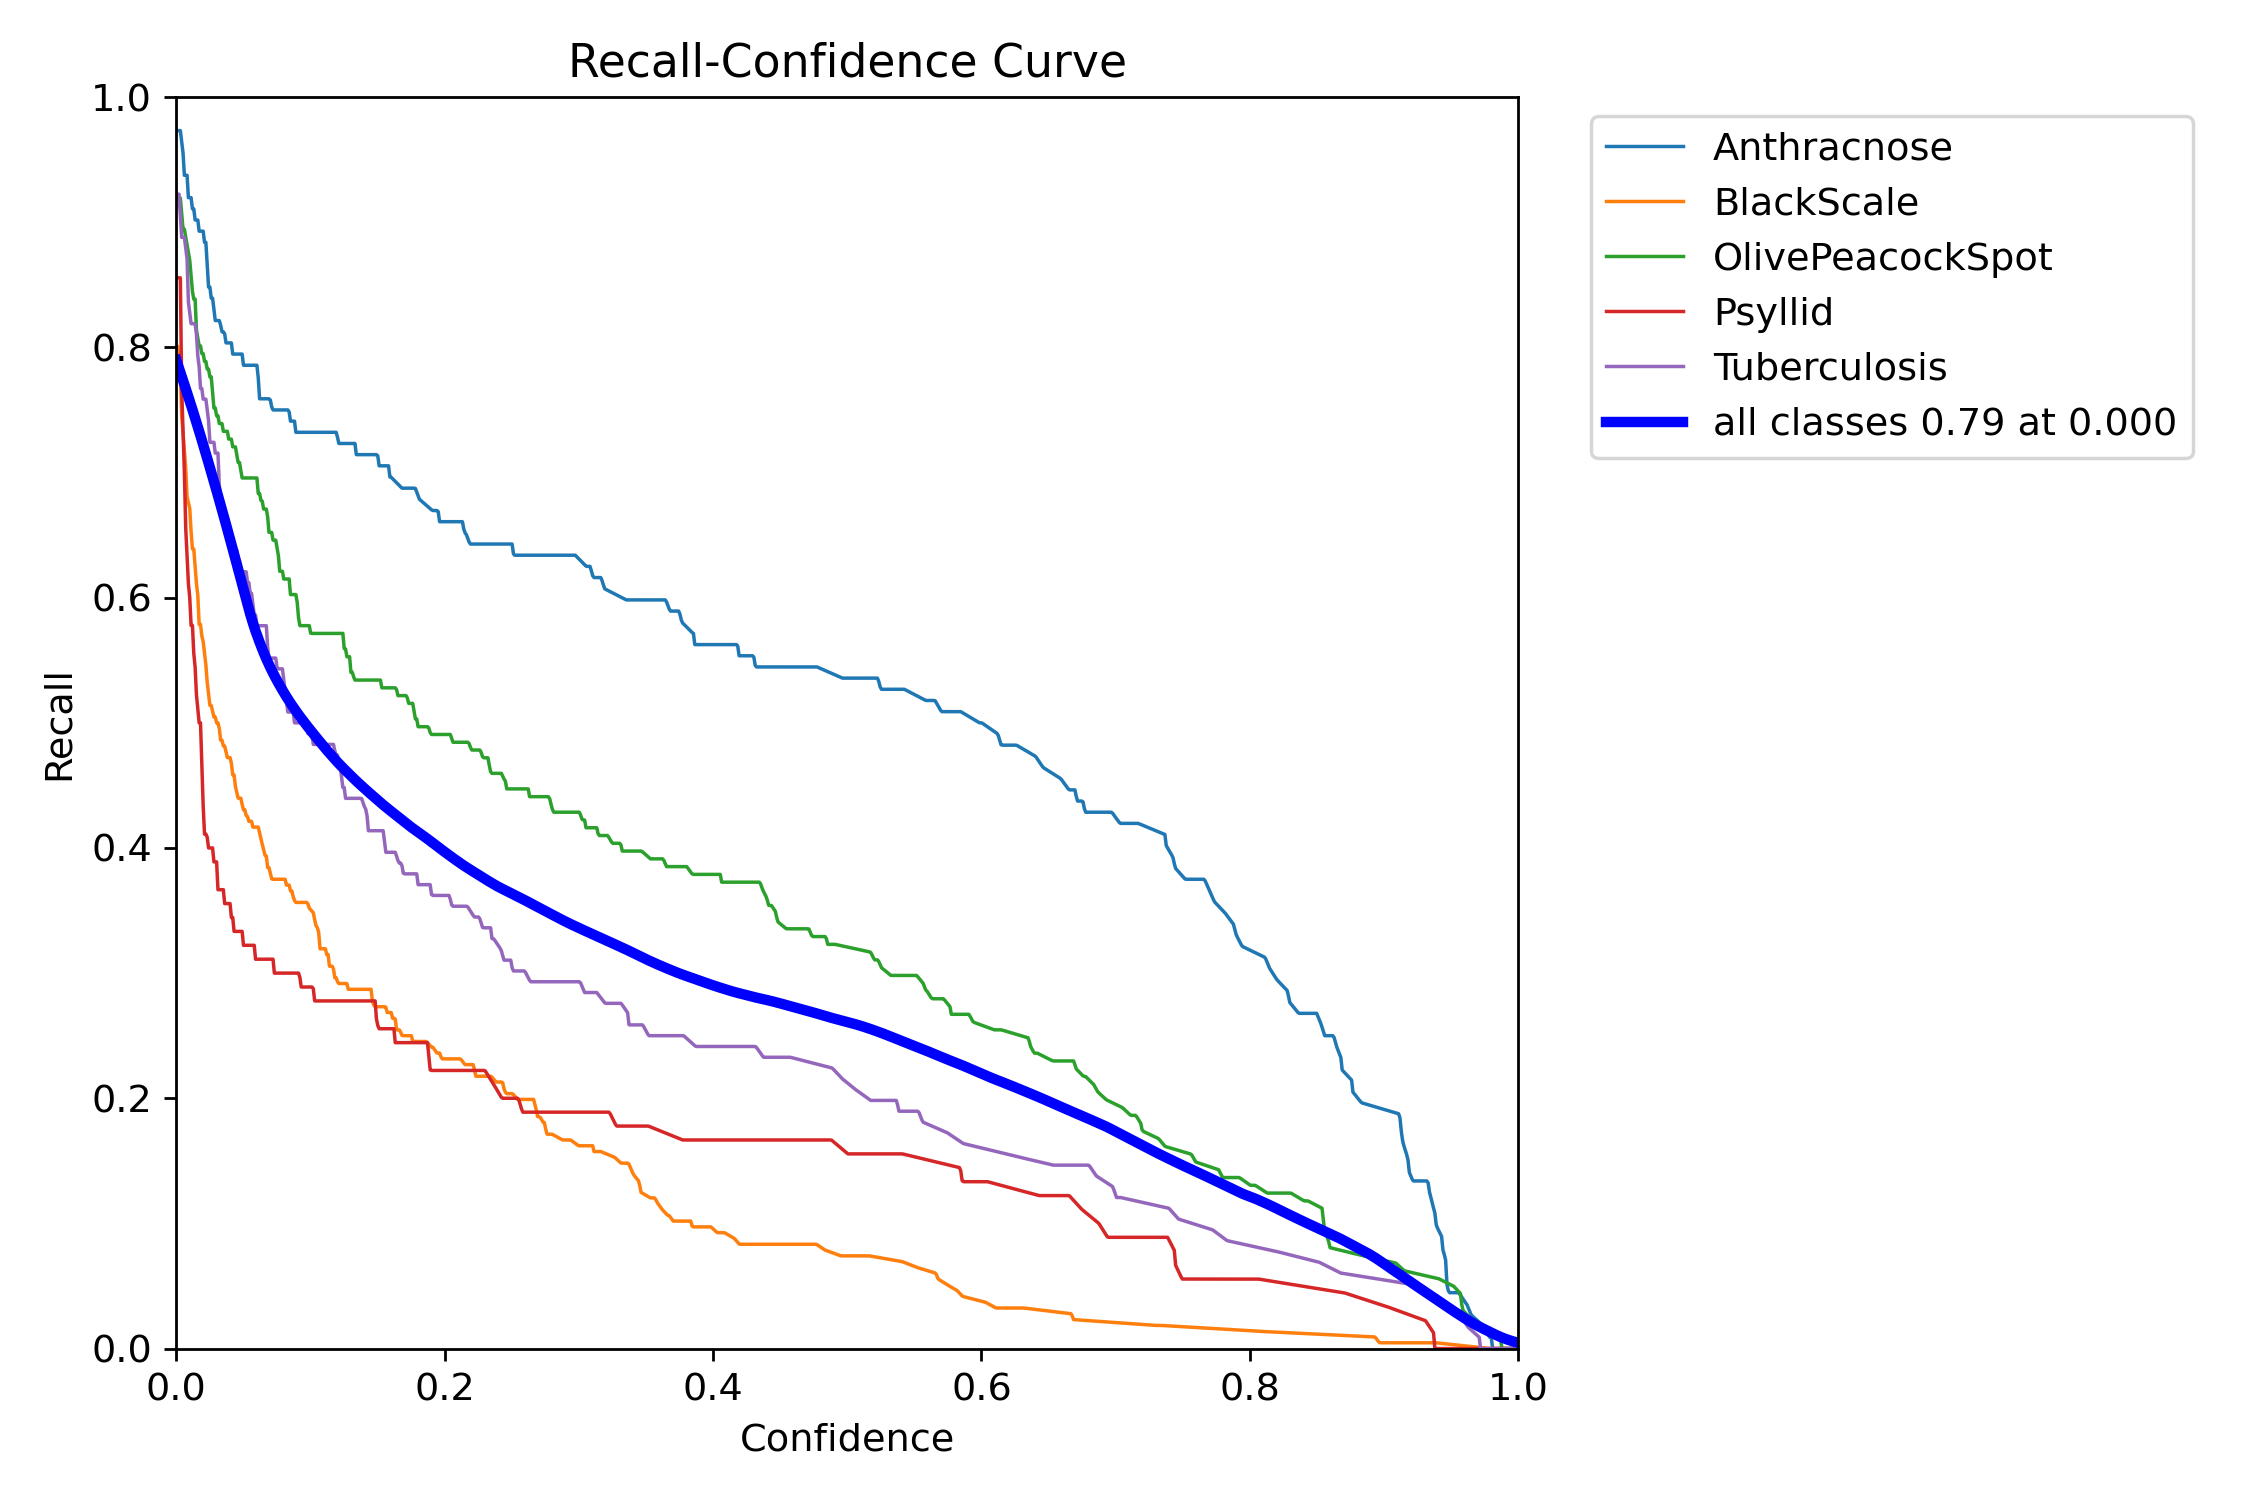 Recall-Confidence Curve
1.0
0.8
0.6
0.4
0.2
0.0
Recall
0.0 0.2 0.4 0.6 0.8 1.0
Confidence
Anthracnose
BlackScale
OlivePeacockSpot
Psyllid
Tuberculosis
all classes 0.79 at 0.000